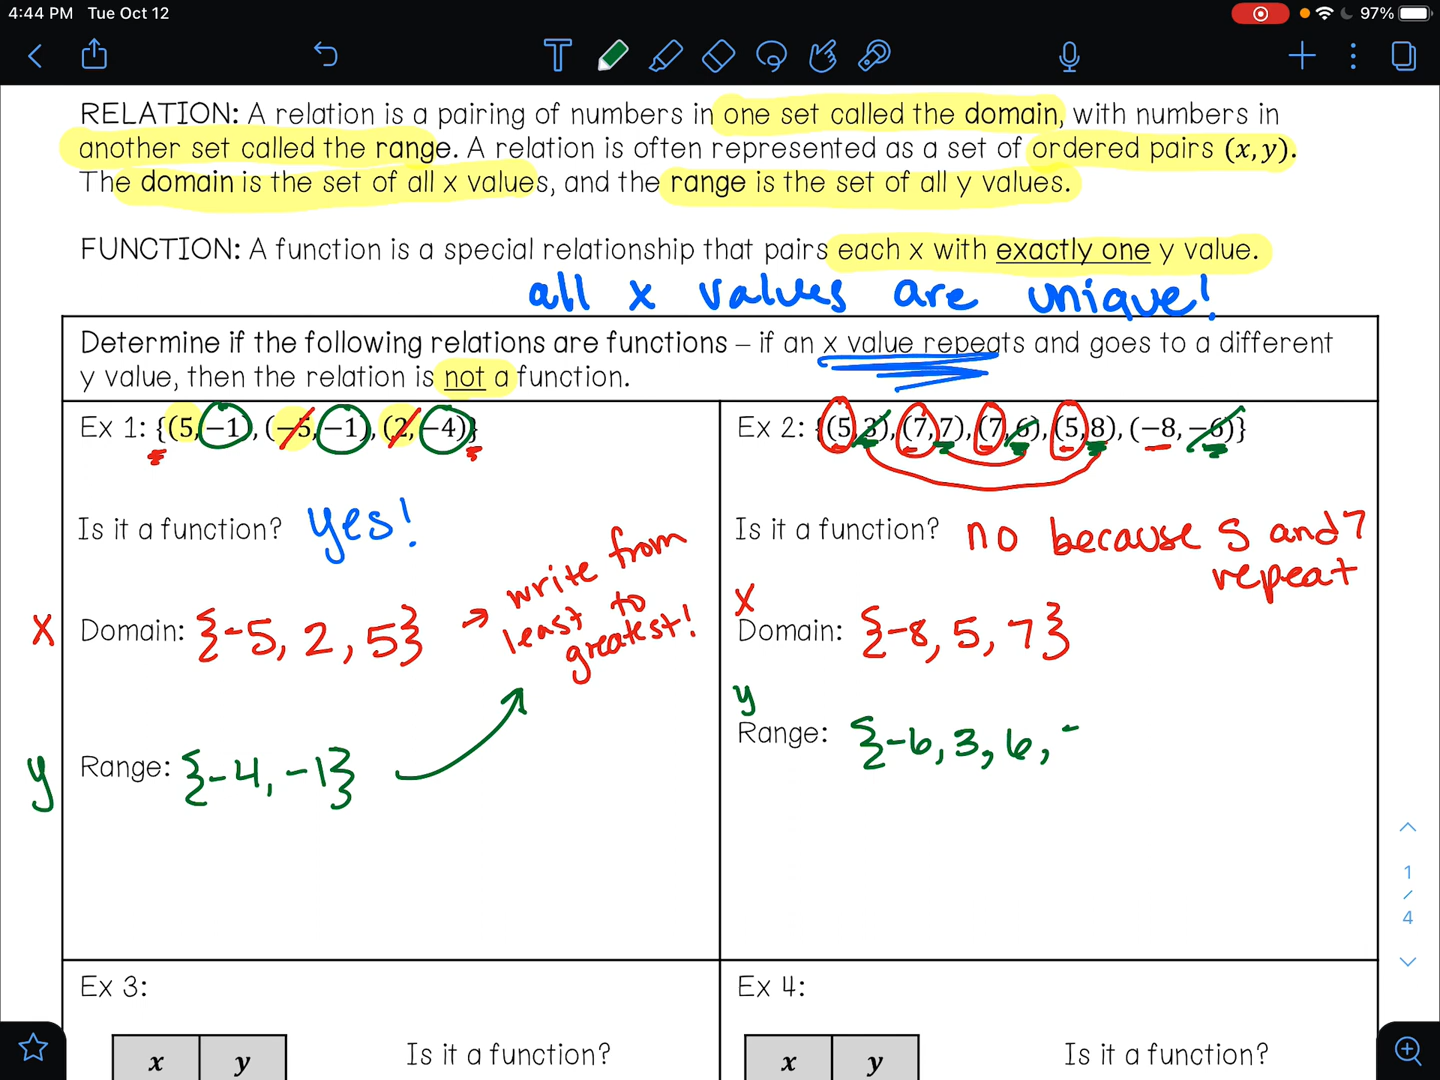 4:44 PM Tue Oct 12 97%
RELATION: A relation is a pairing of numbers in one set called the domain, with numbers in
another set called the range. A relation is often represented as a set of ordered pairs (x, y).
The domain is the set of all x values, and the range is the set of all y values.
FUNCTION: A function is a special relationship that pairs each x with exactly one y value.
all x values are unique!
Determine if the following relations are functions – if an x value repeats and goes to a different
y value, then the relation is not a function.
Ex 1: {(5, −1), (−5, −1), (2, −4)}
Is it a function? yes!
x Domain: {-5, 2, 5}
→ write from
least to
greatest!
y Range: {-4, -1}
Ex 2: {(5, 3), (7, 7), (7, 6), (5, 8), (−8, −6)}
Is it a function? no because 5 and 7
repeat
x
Domain: {-8, 5, 7}
y
Range: {-6, 3, 6,
Ex 3:
x y
Is it a function?
Ex 4:
x y
Is it a function?
1
/
4